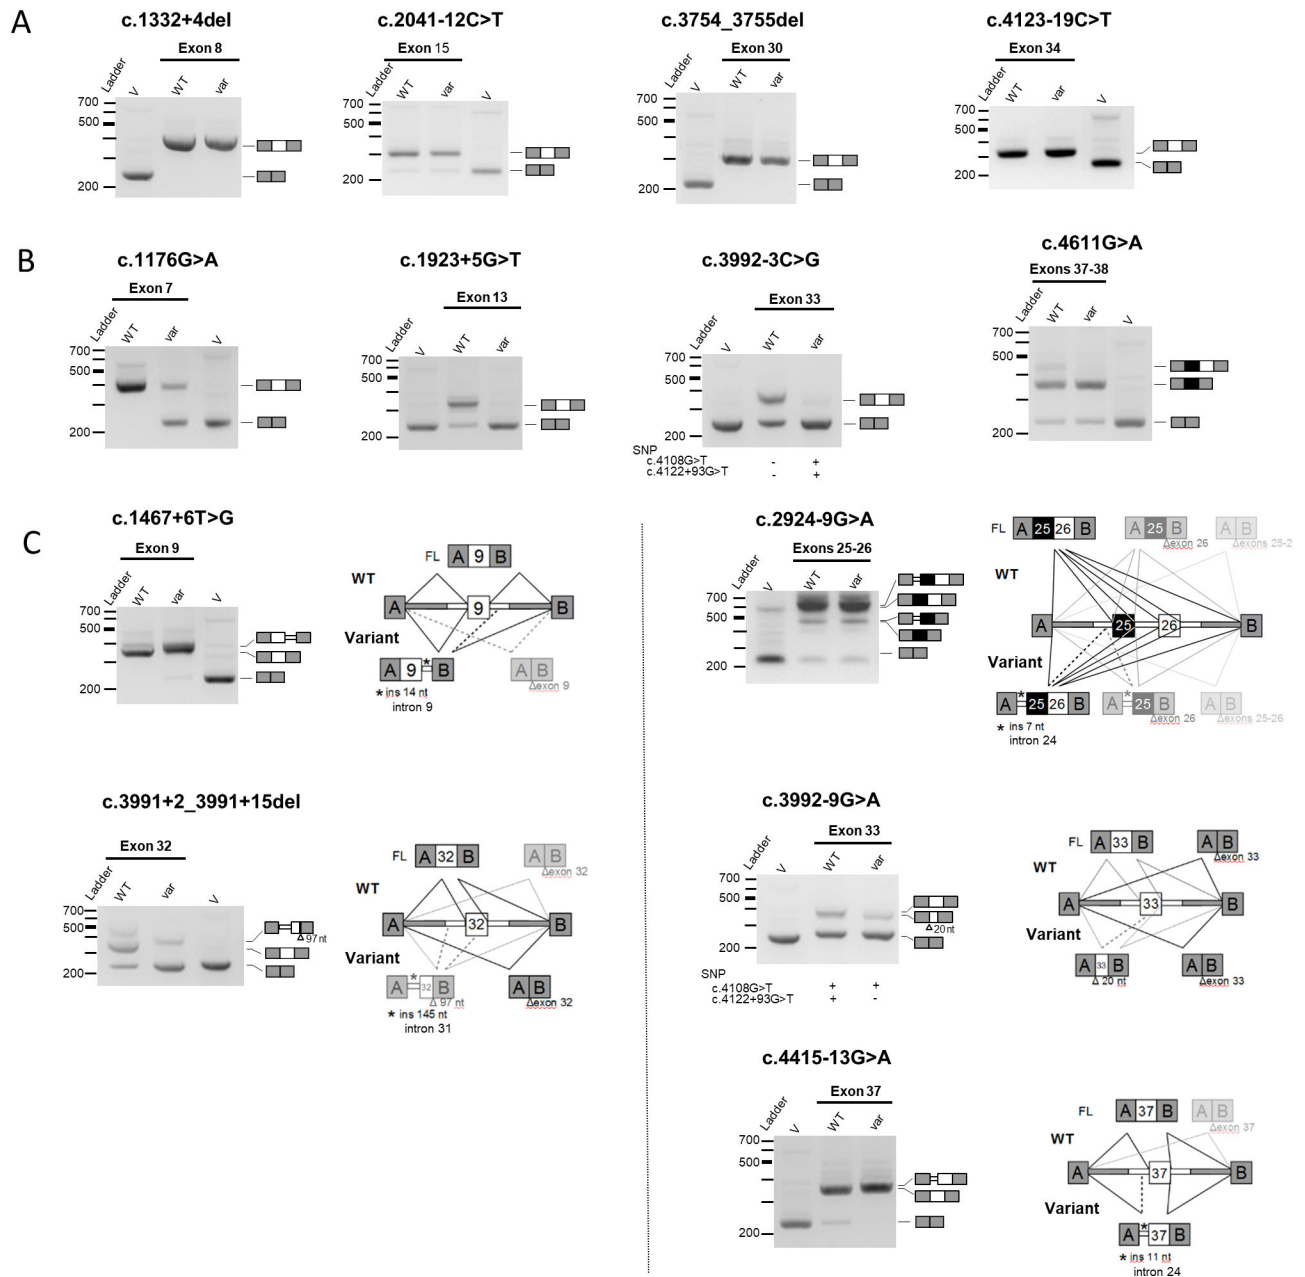 A
c.1332+4del
Exon 8
Ladder
V
WT
var
700
500
200
c.2041-12C>T
Exon 15
Ladder
WT
var
V
700
500
200
c.3754_3755del
Exon 30
Ladder
V
WT
var
700
500
200
c.4123-19C>T
Exon 34
Ladder
WT
var
V
700
500
200
B
c.1176G>A
Exon 7
Ladder
WT
var
V
700
500
200
c.1923+5G>T
Exon 13
Ladder
V
WT
var
700
500
200
c.3992-3C>G
Exon 33
Ladder
V
WT
var
700
500
200
SNP
c.4108G>T - +
c.4122+93G>T - +
c.4611G>A
Exons 37-38
Ladder
WT
var
V
700
500
200
C
c.1467+6T>G
Exon 9
Ladder
WT
var
V
700
500
200
FL A 9 B
WT
A 9 B
Variant
A 9 * B
A B
Δexon 9
* ins 14 nt
intron 9
c.2924-9G>A
Exons 25-26
Ladder
V
WT
var
700
500
200
FL A 25 26 B
A 25 B
Δexon 26
A B
Δexons 25-2
WT
A 25 26 B
Variant
A * 25 26 B
A * 25 B
Δexon 26
A B
Δexons 25-26
* ins 7 nt
intron 24
c.3991+2_3991+15del
Exon 32
Ladder
WT
var
V
700
500
200
Δ 97 nt
FL A 32 B
A B
Δexon 32
WT
A 32 B
Variant
A * 32 B
Δ 97 nt
A B
Δexon 32
* ins 145 nt
intron 31
c.3992-9G>A
Exon 33
Ladder
V
WT
var
700
500
200
Δ 20 nt
SNP
c.4108G>T + +
c.4122+93G>T + -
FL A 33 B
A B
Δexon 33
WT
A 33 B
Variant
A 33 B
Δ 20 nt
A B
Δexon 33
c.4415-13G>A
Exon 37
Ladder
V
WT
var
700
500
200
FL A 37 B
A B
Δexon 37
WT
A 37 B
Variant
A * 37 B
* ins 11 nt
intron 24